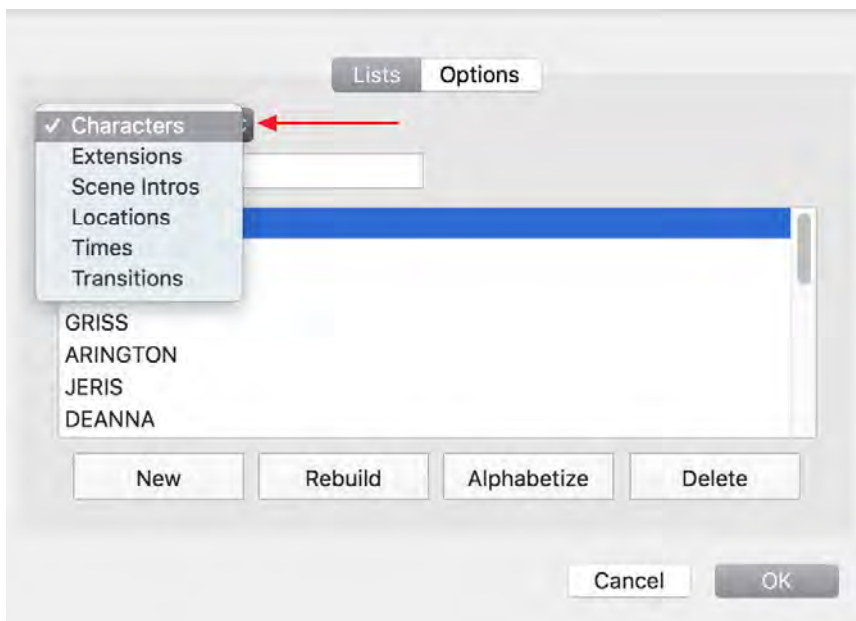 Lists Options
✓ Characters
Extensions
Scene Intros
Locations
Times
Transitions
GRISS
ARINGTON
JERIS
DEANNA
New Rebuild Alphabetize Delete
Cancel OK